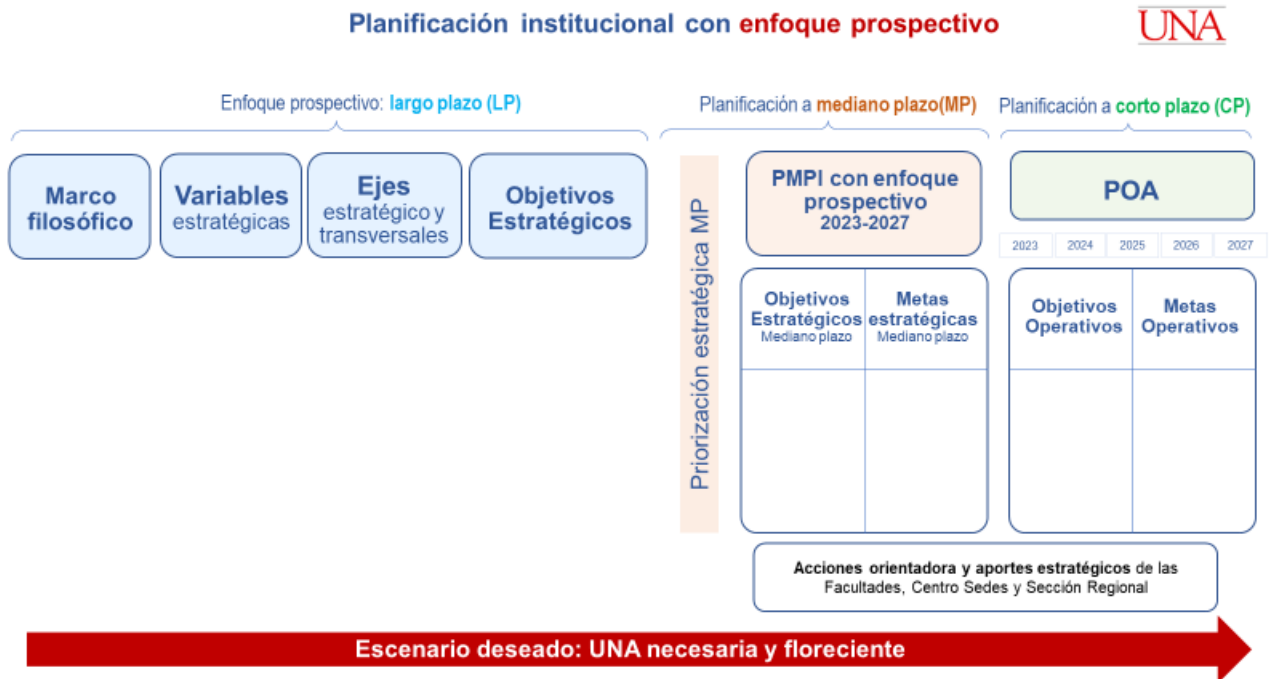 Planificación institucional con enfoque prospectivo
UNA
Enfoque prospectivo: largo plazo (LP)
Planificación a mediano plazo(MP)
Planificación a corto plazo (CP)
Marco
filosófico
Variables
estratégicas
Ejes
estratégico y
transversales
Objetivos
Estratégicos
Priorización estratégica MP
PMPI con enfoque
prospectivo
2023-2027
POA
2023
2024
2025
2026
2027
Objetivos
Estratégicos
Mediano plazo
Metas
estratégicas
Mediano plazo
Objetivos
Operativos
Metas
Operativos
Acciones orientadora y aportes estratégicos de las
Facultades, Centro Sedes y Sección Regional
Escenario deseado: UNA necesaria y floreciente